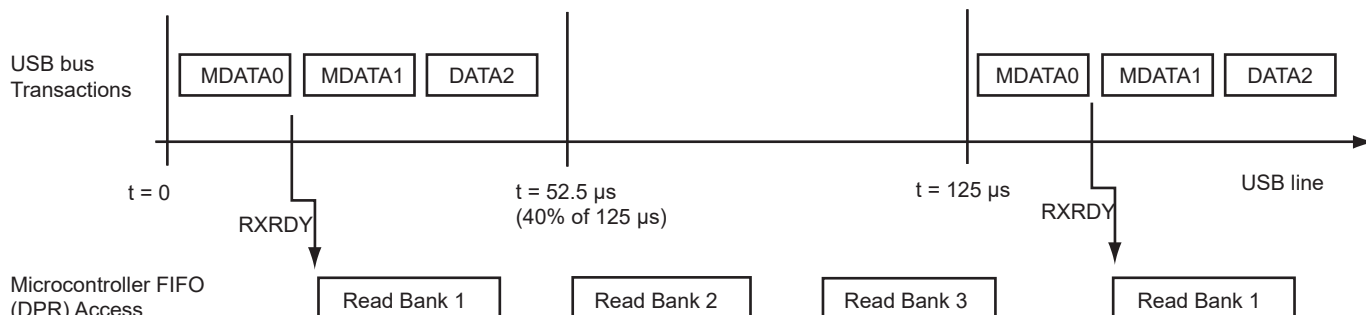 USB bus
Transactions
MDATA0 MDATA1 DATA2
MDATA0 MDATA1 DATA2
t = 0
t = 52.5 µs
(40% of 125 µs)
t = 125 µs
USB line
RXRDY
RXRDY
Microcontroller FIFO
(DPR) Access
Read Bank 1
Read Bank 2
Read Bank 3
Read Bank 1